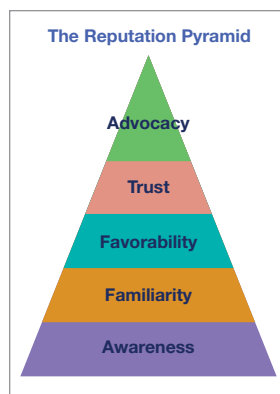 The Reputation Pyramid
Advocacy
Trust
Favorability
Familiarity
Awareness